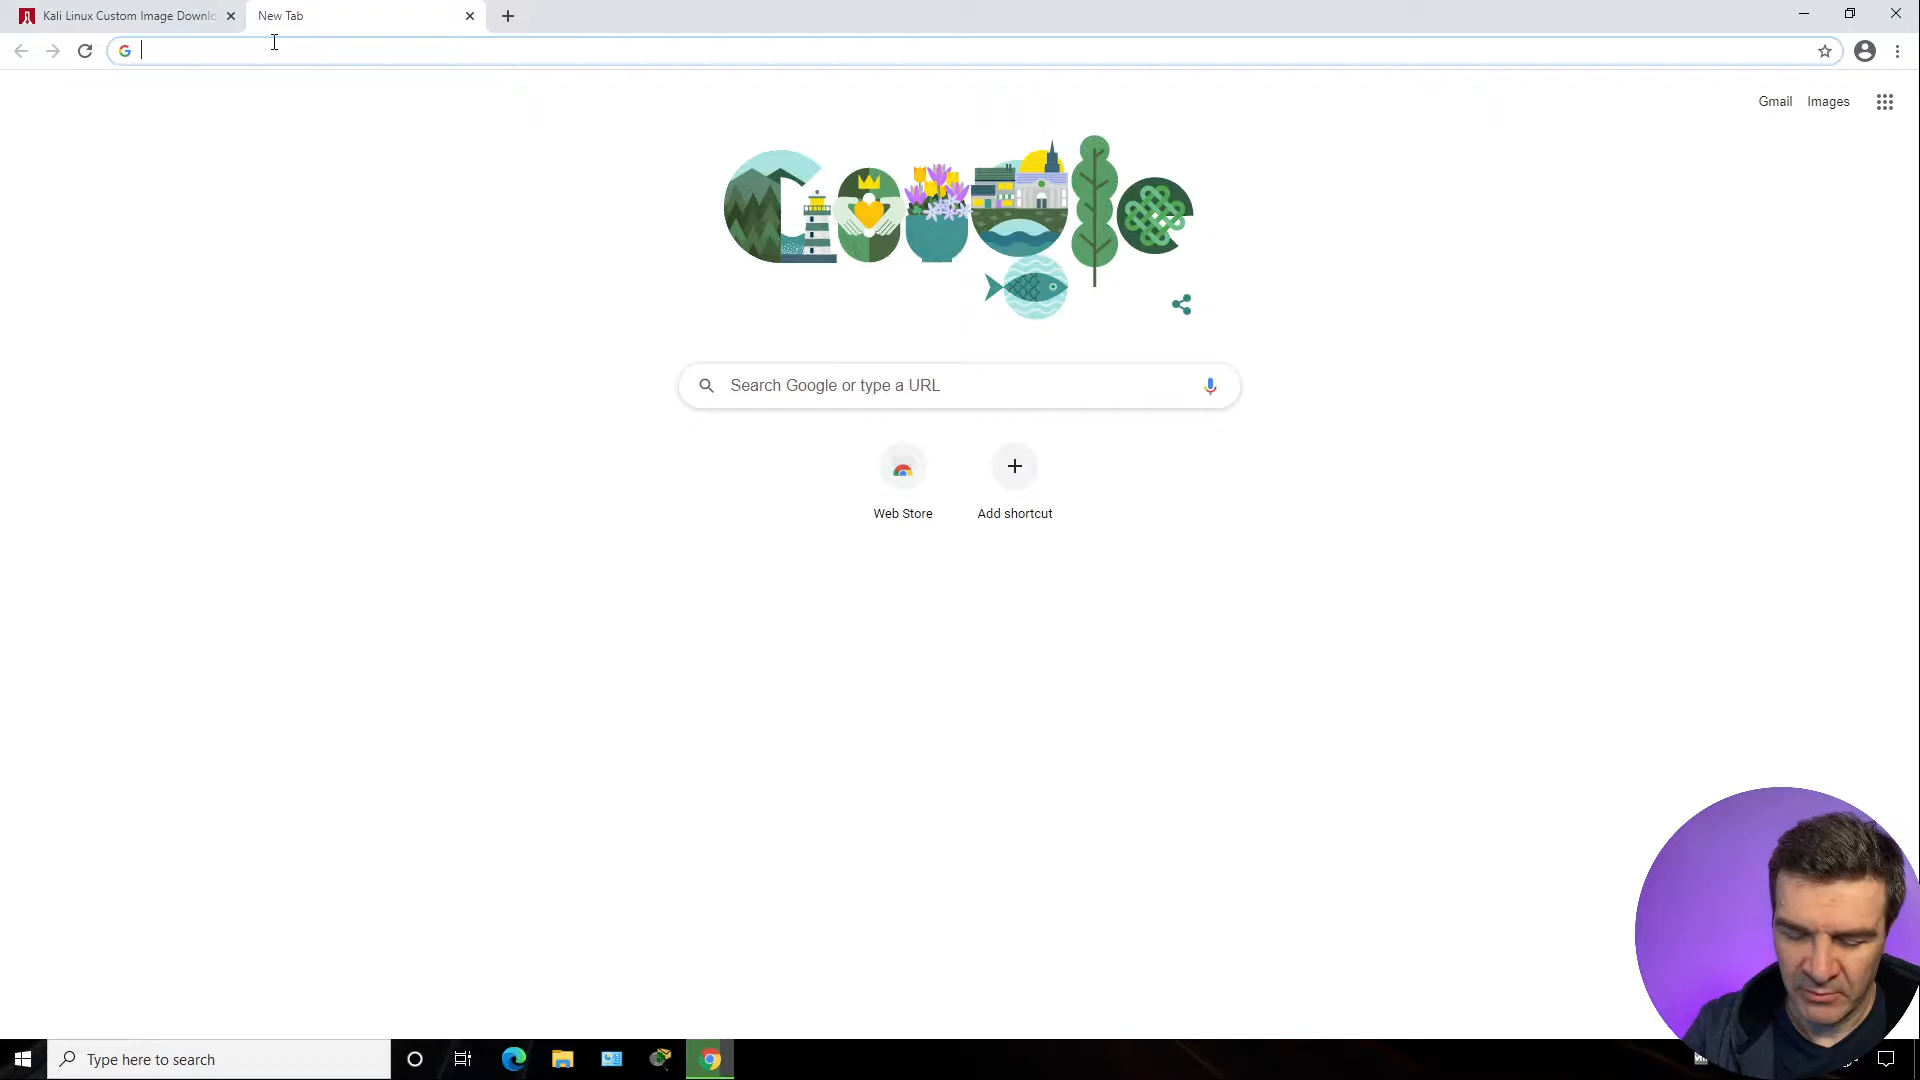 Kali Linux Custom Image Downlo
New Tab
Gmail Images
Search Google or type a URL
Web Store
Add shortcut
Type here to search